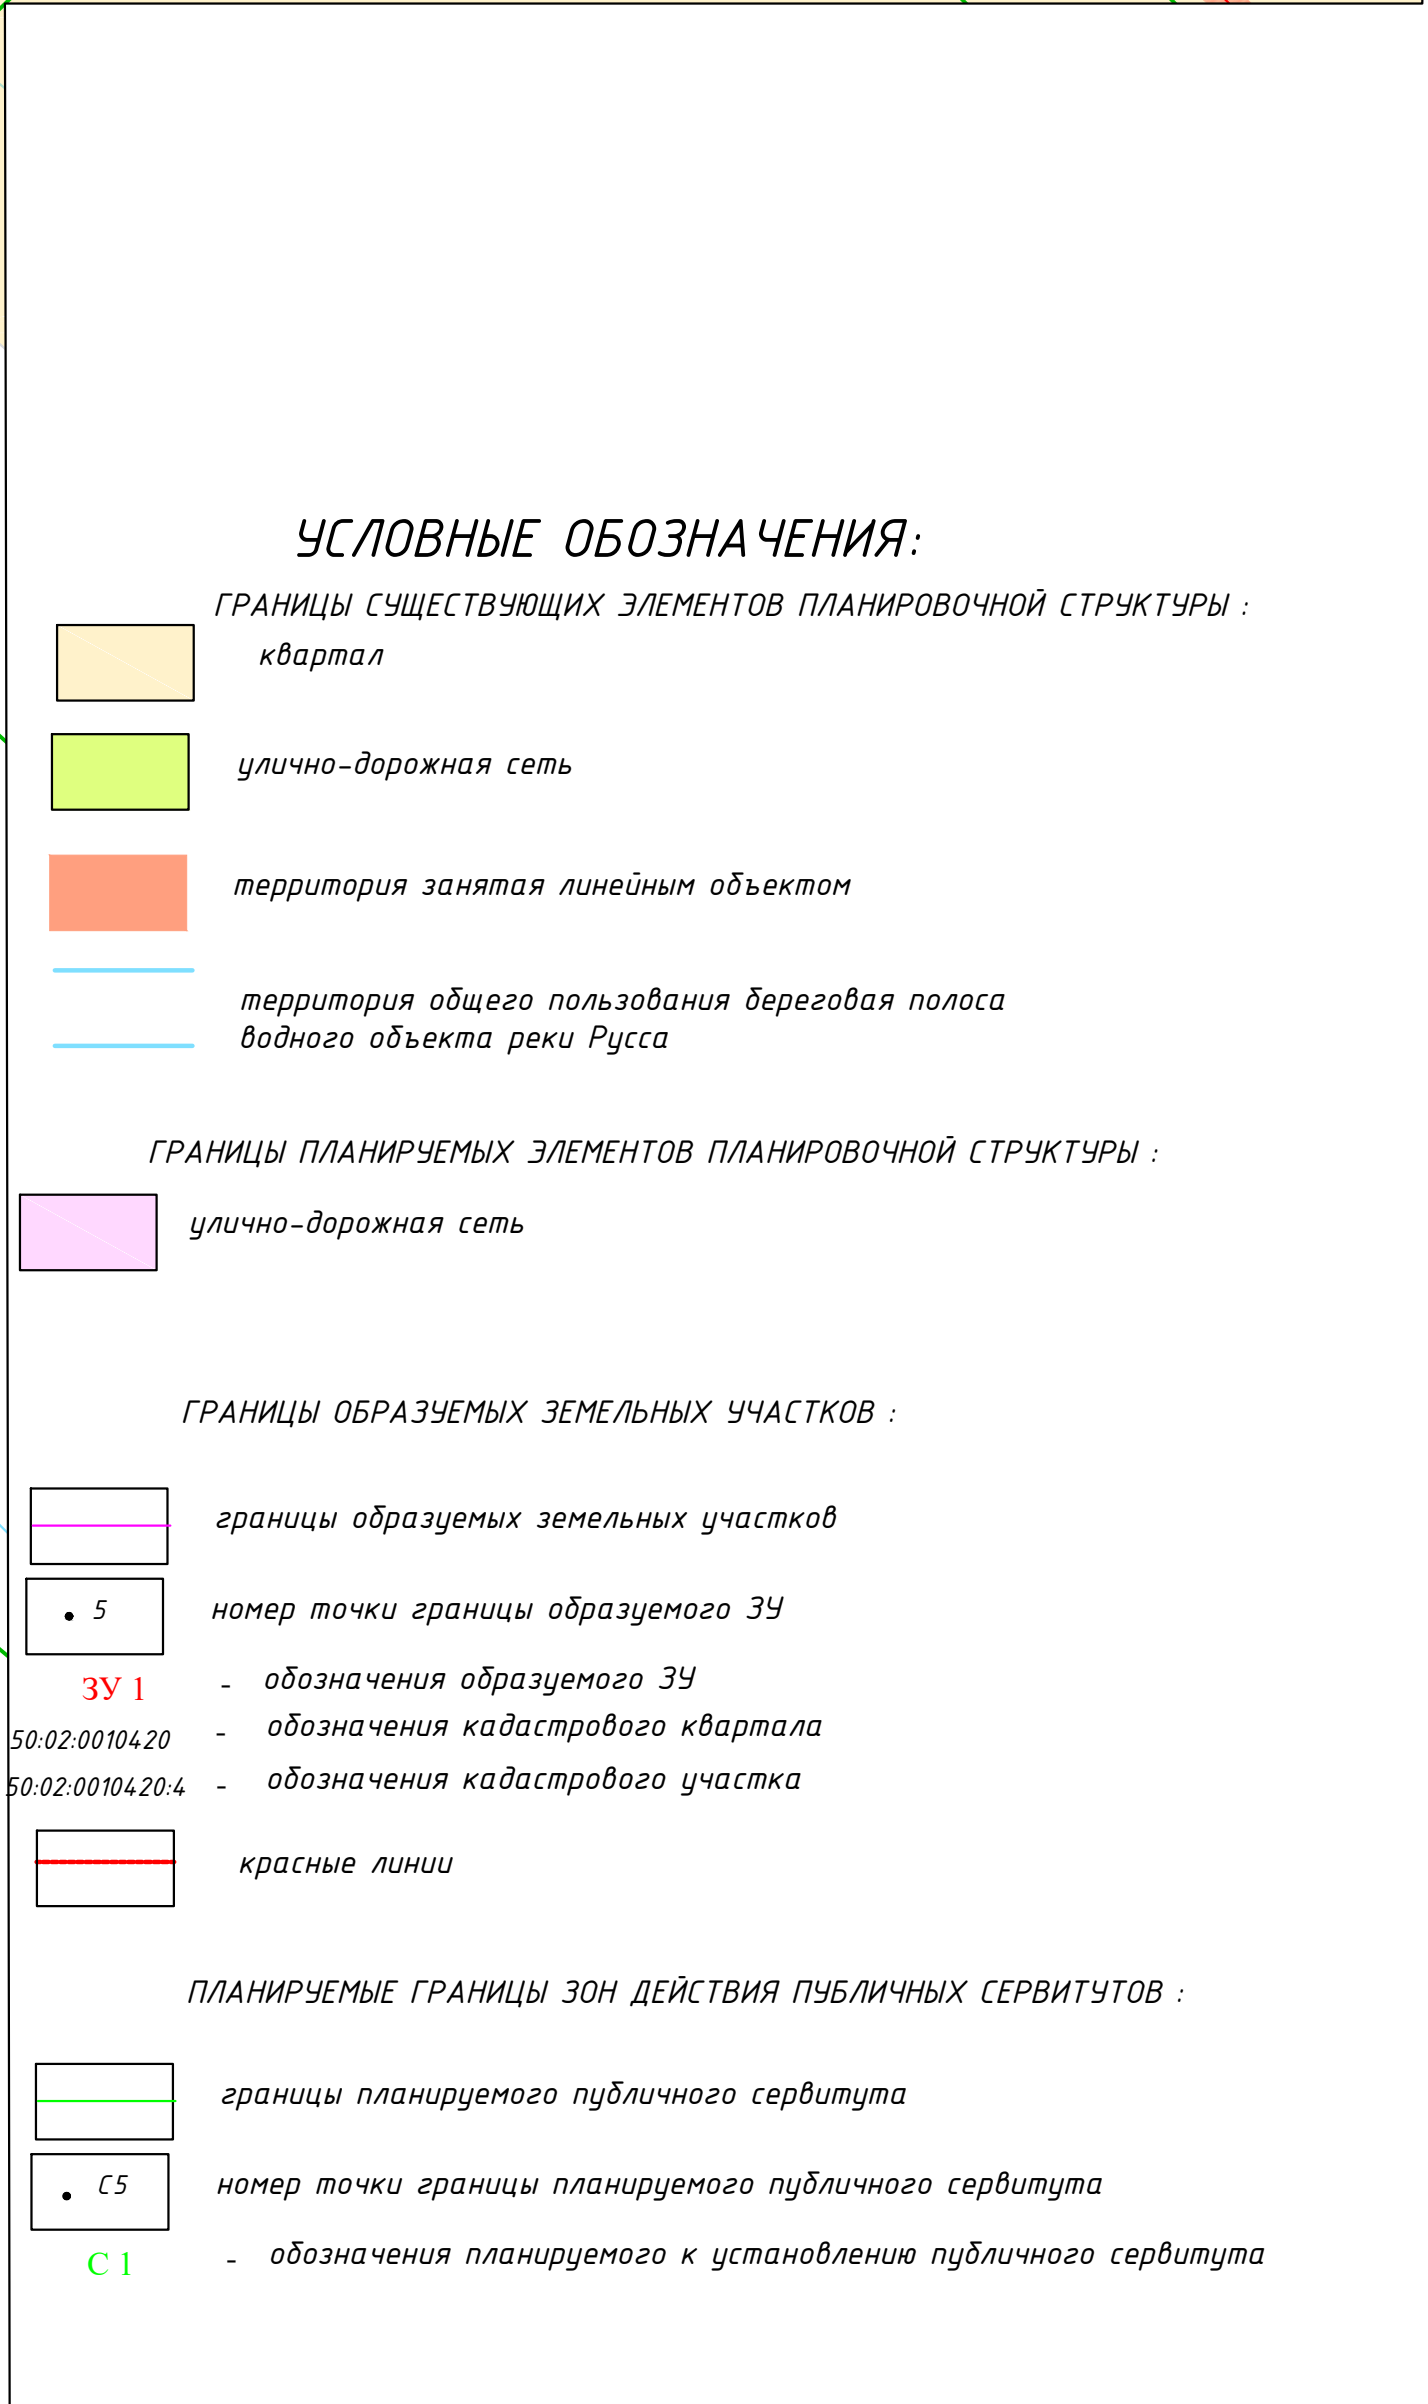 УСЛОВНЫЕ ОБОЗНАЧЕНИЯ:
ГРАНИЦЫ СУЩЕСТВУЮЩИХ ЭЛЕМЕНТОВ ПЛАНИРОВОЧНОЙ СТРУКТУРЫ :
квартал
улично-дорожная сеть
территория занятая линейным объектом
территория общего пользования береговая полоса
водного объекта реки Русса
ГРАНИЦЫ ПЛАНИРУЕМЫХ ЭЛЕМЕНТОВ ПЛАНИРОВОЧНОЙ СТРУКТУРЫ :
улично-дорожная сеть
ГРАНИЦЫ ОБРАЗУЕМЫХ ЗЕМЕЛЬНЫХ УЧАСТКОВ :
границы образуемых земельных участков
5 номер точки границы образуемого ЗУ
ЗУ 1 - обозначения образуемого ЗУ
50:02:0010420 - обозначения кадастрового квартала
50:02:0010420:4 - обозначения кадастрового участка
красные линии
ПЛАНИРУЕМЫЕ ГРАНИЦЫ ЗОН ДЕЙСТВИЯ ПУБЛИЧНЫХ СЕРВИТУТОВ :
границы планируемого публичного сервитута
С5 номер точки границы планируемого публичного сервитута
С 1 - обозначения планируемого к установлению публичного сервитута